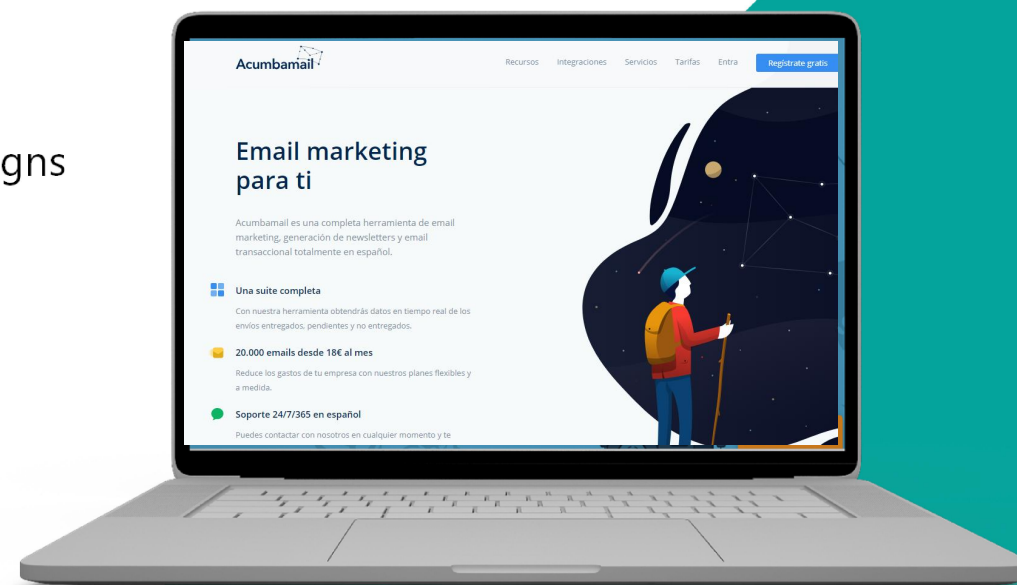 gns
Acumbamail
Recursos Integraciones Servicios Tarifas Entra Regístrate gratis
Email marketing
para ti
Acumbamail es una completa herramienta de email
marketing, generación de newsletters y email
transaccional totalmente en español.
Una suite completa
Con nuestra herramienta obtendrás datos en tiempo real de los
envíos entregados, pendientes y no entregados.
20.000 emails desde 18€ al mes
Reduce los gastos de tu empresa con nuestros planes flexibles y
a medida.
Soporte 24/7/365 en español
Puedes contactar con nosotros en cualquier momento y te